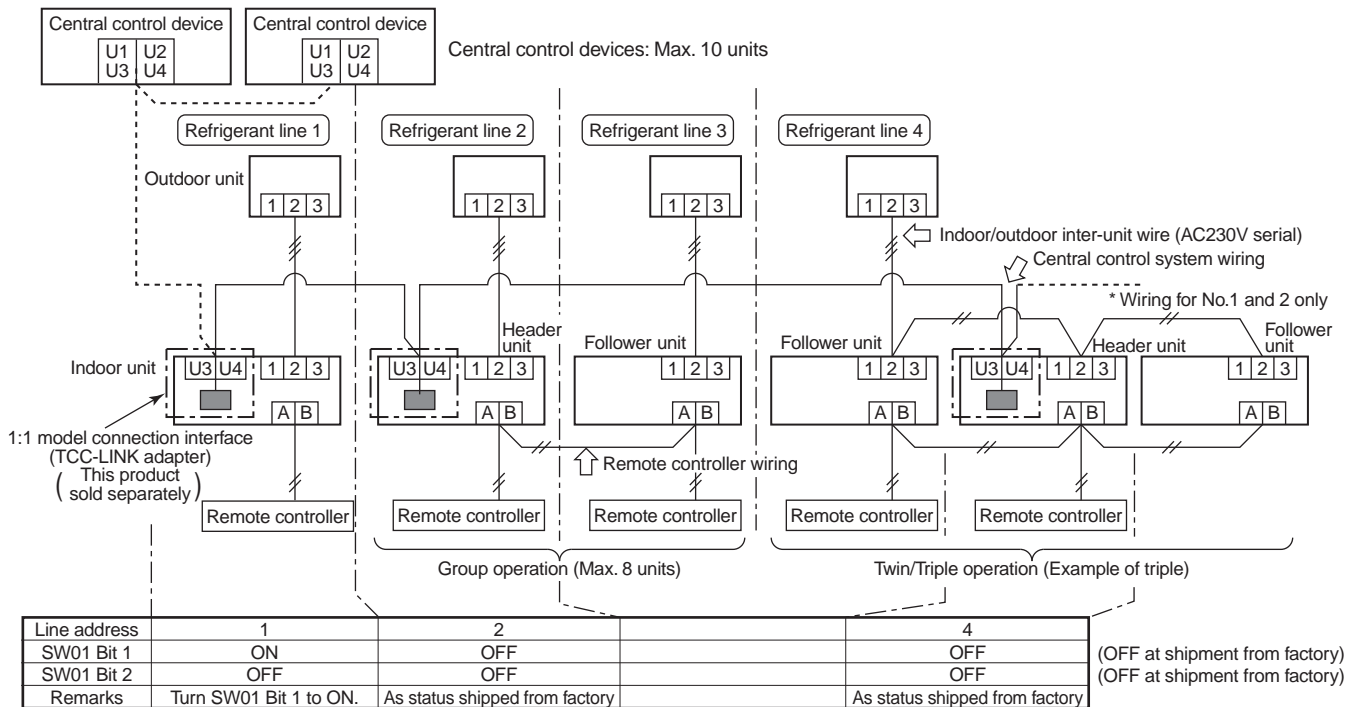 Central control device
U1 U2
U3 U4
Central control device
U1 U2
U3 U4
Central control devices: Max. 10 units
Refrigerant line 1
Refrigerant line 2
Refrigerant line 3
Refrigerant line 4
Outdoor unit
1 2 3
1 2 3
1 2 3
1 2 3
Indoor/outdoor inter-unit wire (AC230V serial)
Central control system wiring
* Wiring for No.1 and 2 only
Indoor unit
U3 U4
1 2 3
Header
unit
U3 U4
1 2 3
Follower unit
1 2 3
Follower unit
1 2 3
Header unit
U3 U4
1 2 3
Follower
unit
1 2 3
A B
A B
A B
A B
A B
A B
1:1 model connection interface
(TCC-LINK adapter)
( This product
sold separately )
Remote controller wiring
Remote controller
Remote controller
Remote controller
Remote controller
Remote controller
Group operation (Max. 8 units)
Twin/Triple operation (Example of triple)
Line address 1 2 4
SW01 Bit 1 ON OFF OFF (OFF at shipment from factory)
SW01 Bit 2 OFF OFF OFF (OFF at shipment from factory)
Remarks Turn SW01 Bit 1 to ON. As status shipped from factory As status shipped from factory